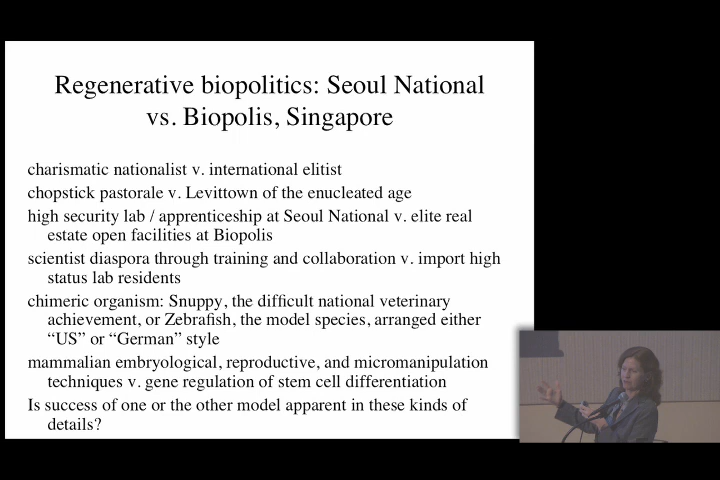 Regenerative biopolitics: Seoul National
vs. Biopolis, Singapore
charismatic nationalist v. international elitist
chopstick pastorale v. Levittown of the enucleated age
high security lab / apprenticeship at Seoul National v. elite real
estate open facilities at Biopolis
scientist diaspora through training and collaboration v. import high
status lab residents
chimeric organism: Snuppy, the difficult national veterinary
achievement, or Zebrafish, the model species, arranged either
“US” or “German” style
mammalian embryological, reproductive, and micromanipulation
techniques v. gene regulation of stem cell differentiation
Is success of one or the other model apparent in these kinds of
details?